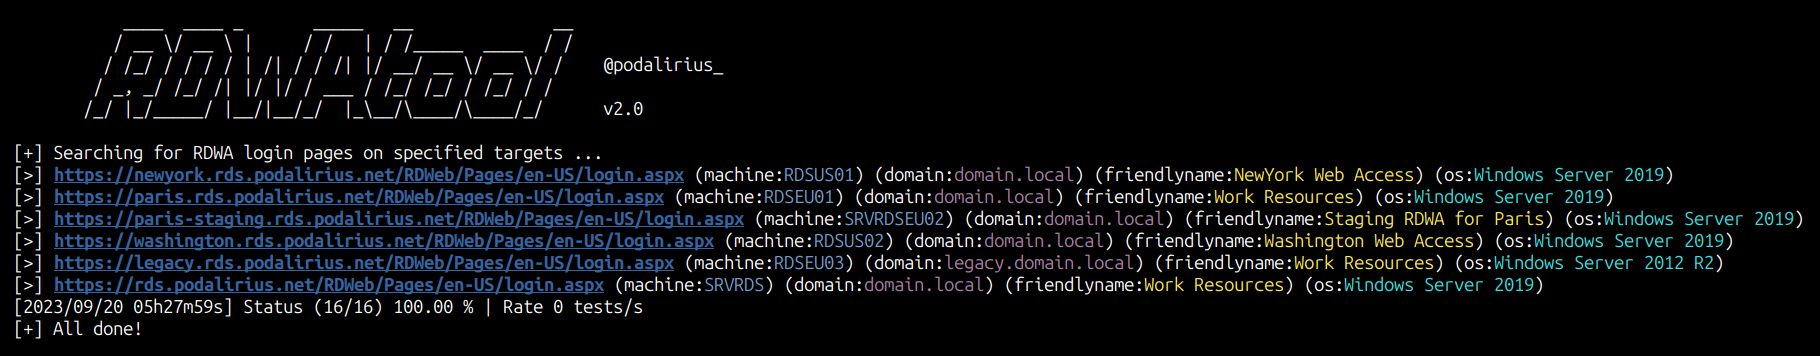 RDWAtool
@podalirius_
v2.0
[+] Searching for RDWA login pages on specified targets ...
[>] https://newyork.rds.podalirius.net/RDWeb/Pages/en-US/login.aspx (machine:RDSUS01) (domain:domain.local) (friendlyname:NewYork Web Access) (os:Windows Server 2019)
[>] https://paris.rds.podalirius.net/RDWeb/Pages/en-US/login.aspx (machine:RDSEU01) (domain:domain.local) (friendlyname:Work Resources) (os:Windows Server 2019)
[>] https://paris-staging.rds.podalirius.net/RDWeb/Pages/en-US/login.aspx (machine:SRVRDSEU02) (domain:domain.local) (friendlyname:Staging RDWA for Paris) (os:Windows Server 2019)
[>] https://washington.rds.podalirius.net/RDWeb/Pages/en-US/login.aspx (machine:RDSUS02) (domain:domain.local) (friendlyname:Washington Web Access) (os:Windows Server 2019)
[>] https://legacy.rds.podalirius.net/RDWeb/Pages/en-US/login.aspx (machine:RDSEU03) (domain:legacy.domain.local) (friendlyname:Work Resources) (os:Windows Server 2012 R2)
[>] https://rds.podalirius.net/RDWeb/Pages/en-US/login.aspx (machine:SRVRDS) (domain:domain.local) (friendlyname:Work Resources) (os:Windows Server 2019)
[2023/09/20 05h27m59s] Status (16/16) 100.00 % | Rate 0 tests/s
[+] All done!